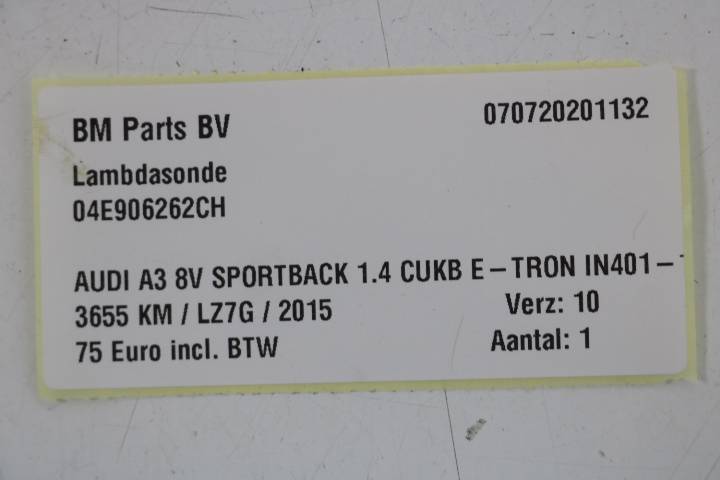 BM Parts BV
070720201132
Lambdasonde
04E906262CH
AUDI A3 8V SPORTBACK 1.4 CUKB E-TRON IN401-
3655 KM / LZ7G / 2015
Verz: 10
75 Euro incl. BTW
Aantal: 1